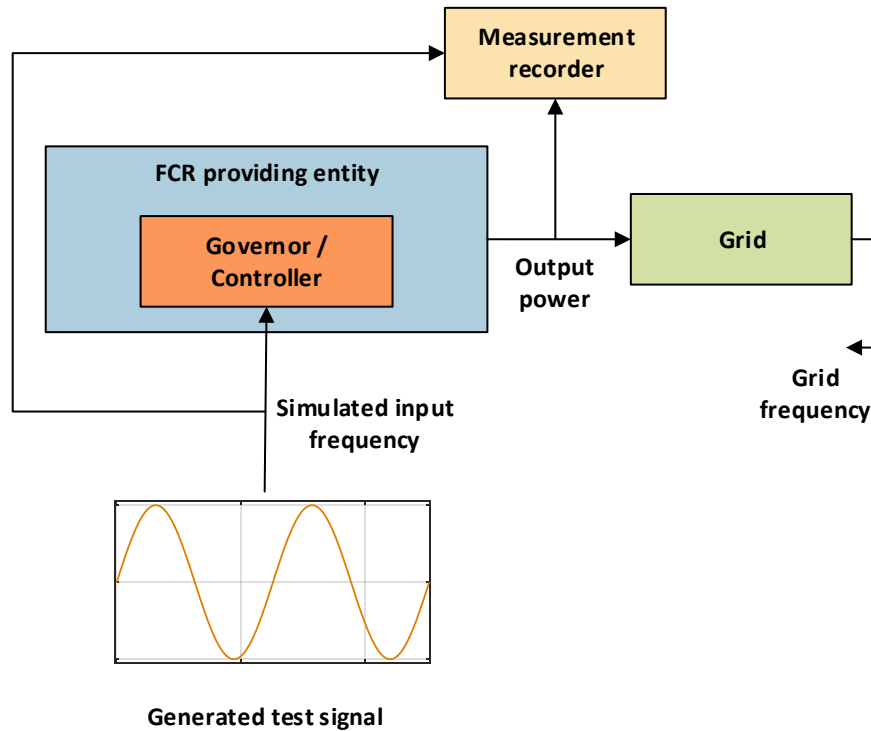 Measurement
recorder
FCR providing entity
Governor /
Controller
Grid
Output
power
Grid
frequency
Simulated input
frequency
Generated test signal